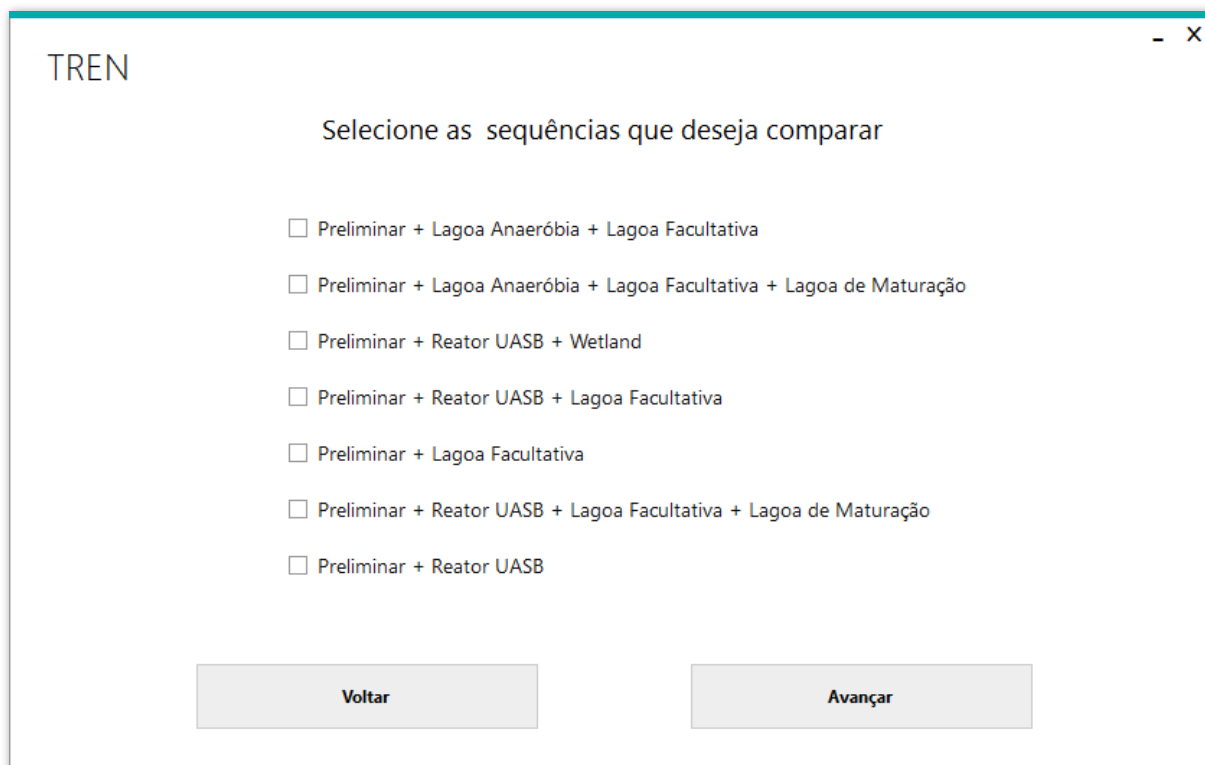 TREN
Selecione as sequências que deseja comparar
Preliminar + Lagoa Anaeróbia + Lagoa Facultativa
Preliminar + Lagoa Anaeróbia + Lagoa Facultativa + Lagoa de Maturação
Preliminar + Reator UASB + Wetland
Preliminar + Reator UASB + Lagoa Facultativa
Preliminar + Lagoa Facultativa
Preliminar + Reator UASB + Lagoa Facultativa + Lagoa de Maturação
Preliminar + Reator UASB
Voltar
Avançar